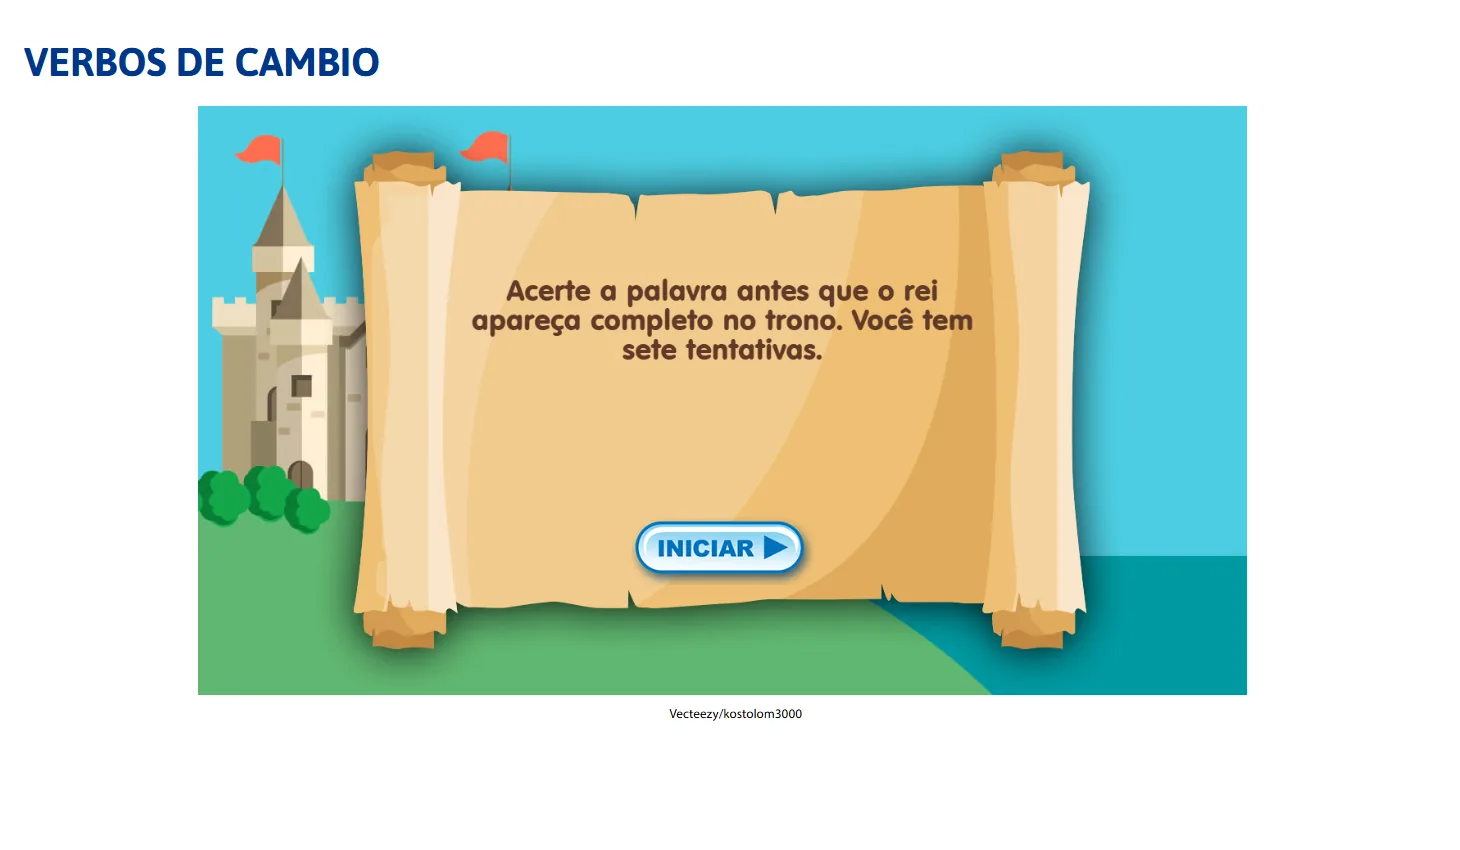 VERBOS DE CAMBIO
Acerte a palavra antes que o rei
apareça completo no trono. Você tem
sete tentativas.
INICIAR
Vecteezy/kostolom3000